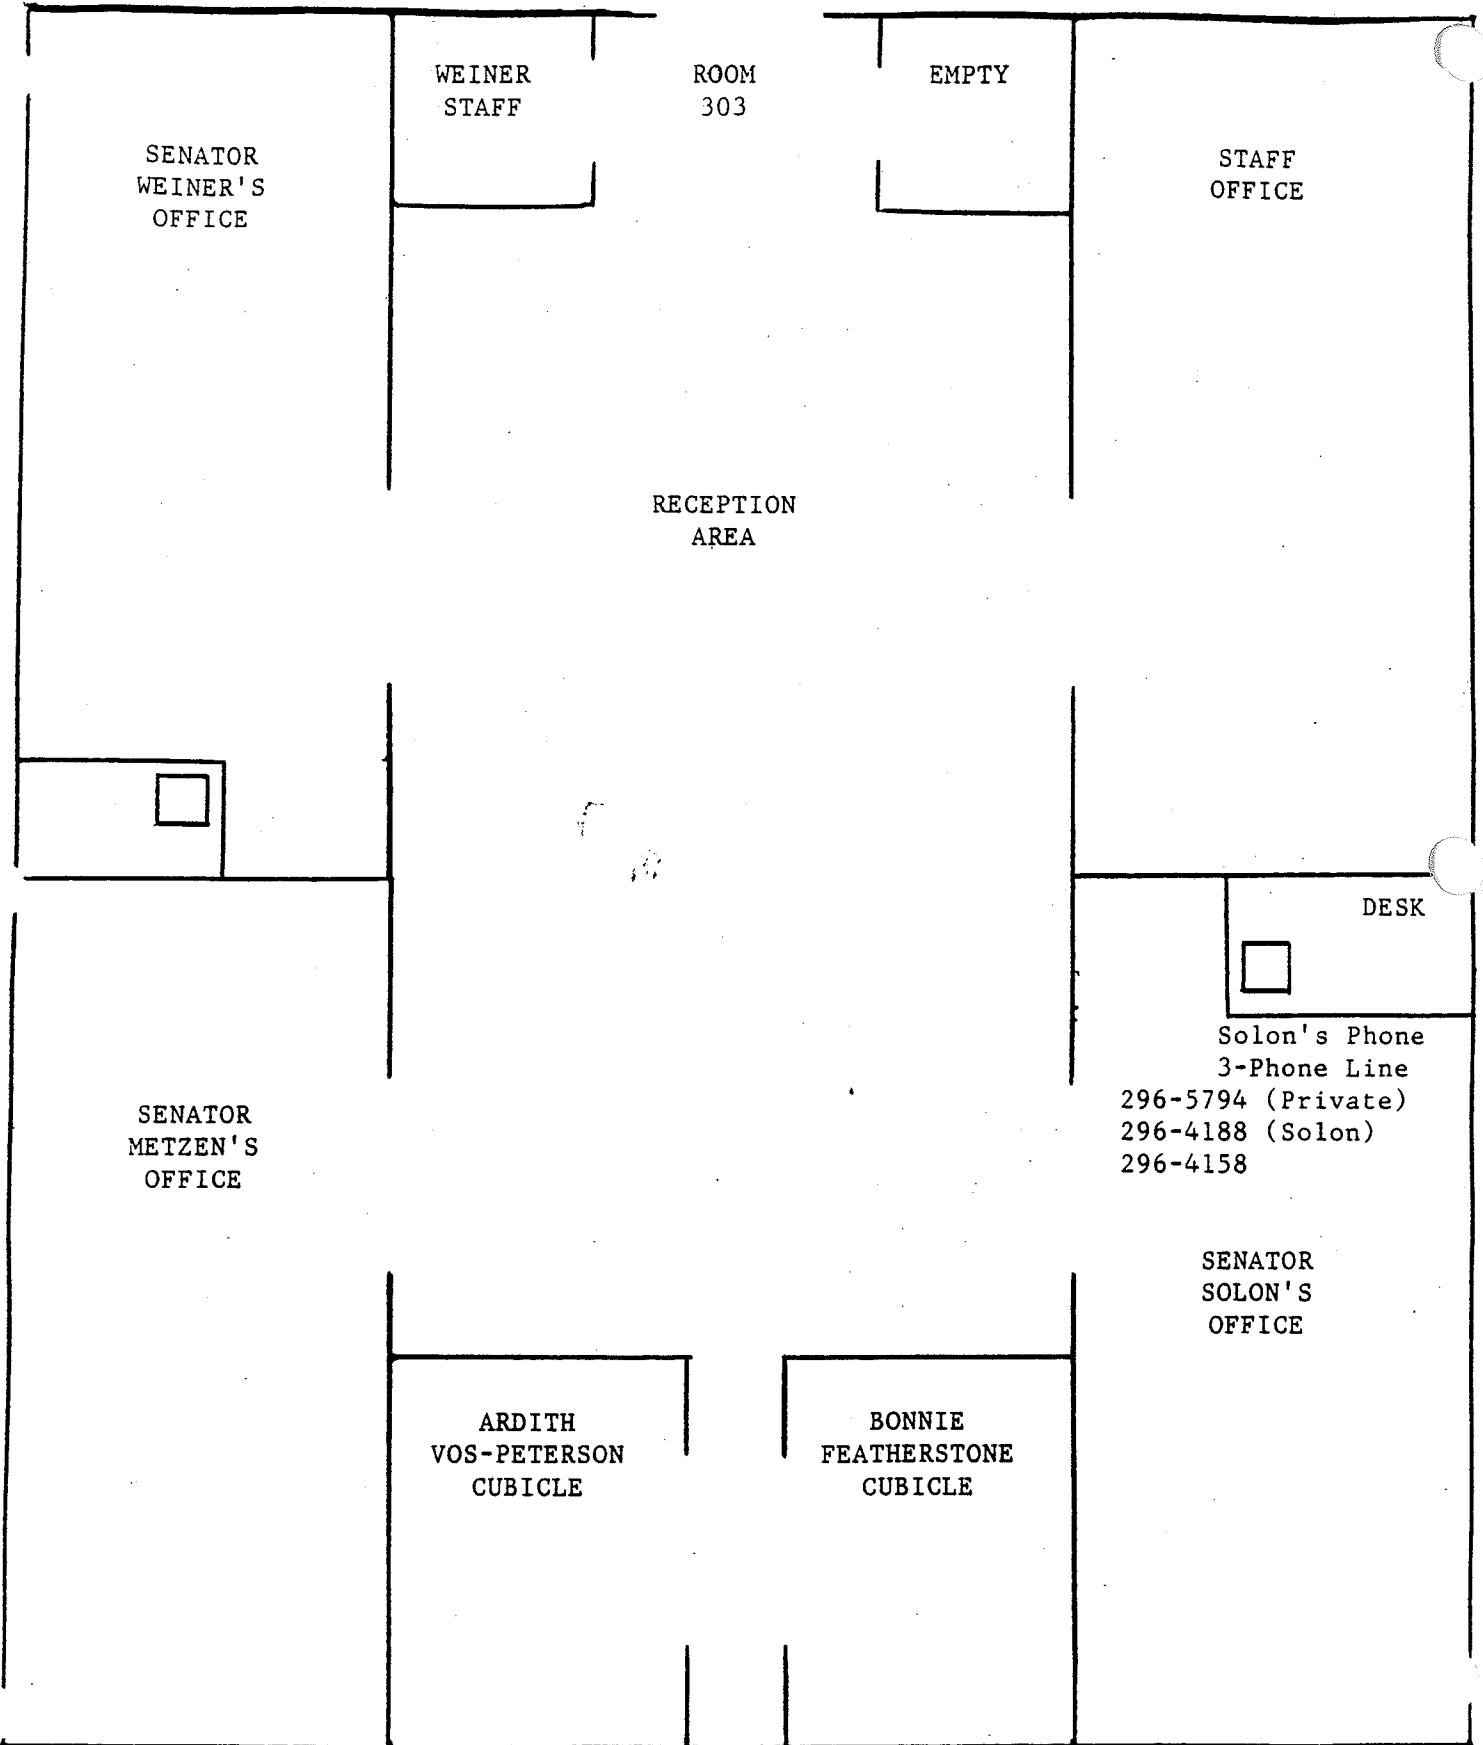 WEINER
STAFF
ROOM
303
EMPTY
SENATOR
WEINER'S
OFFICE
STAFF
OFFICE
RECEPTION
AREA
DESK
Solon's Phone
3-Phone Line
296-5794 (Private)
296-4188 (Solon)
296-4158
SENATOR
METZEN'S
OFFICE
SENATOR
SOLON'S
OFFICE
ARDITH
VOS-PETERSON
CUBICLE
BONNIE
FEATHERSTONE
CUBICLE